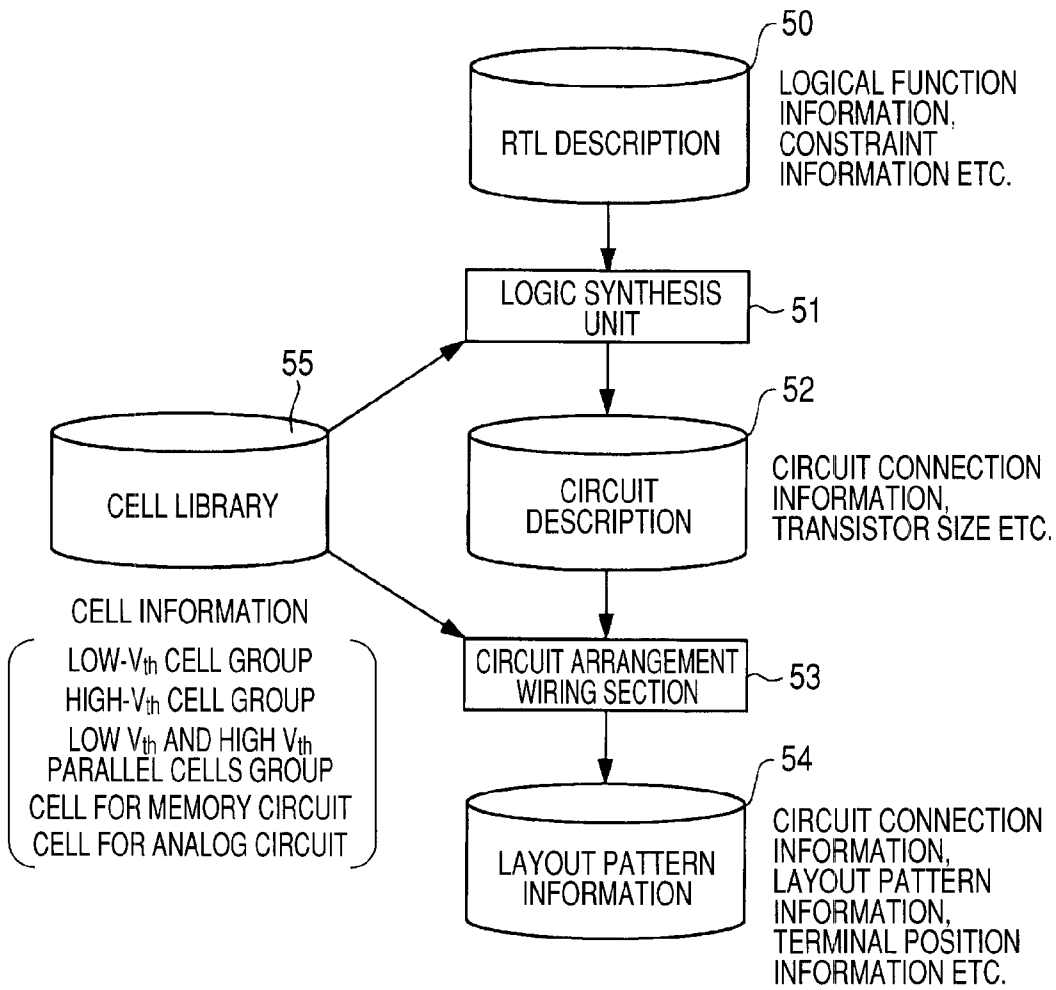 50
RTL DESCRIPTION
LOGICAL FUNCTION
INFORMATION,
CONSTRAINT
INFORMATION ETC.
LOGIC SYNTHESIS
UNIT
51
55
CELL LIBRARY
52
CIRCUIT
DESCRIPTION
CIRCUIT CONNECTION
INFORMATION,
TRANSISTOR SIZE ETC.
CELL INFORMATION
LOW-Vth CELL GROUP
HIGH-Vth CELL GROUP
LOW Vth AND HIGH Vth
PARALLEL CELLS GROUP
CELL FOR MEMORY CIRCUIT
CELL FOR ANALOG CIRCUIT
CIRCUIT ARRANGEMENT
WIRING SECTION
53
54
LAYOUT PATTERN
INFORMATION
CIRCUIT CONNECTION
INFORMATION,
LAYOUT PATTERN
INFORMATION,
TERMINAL POSITION
INFORMATION ETC.